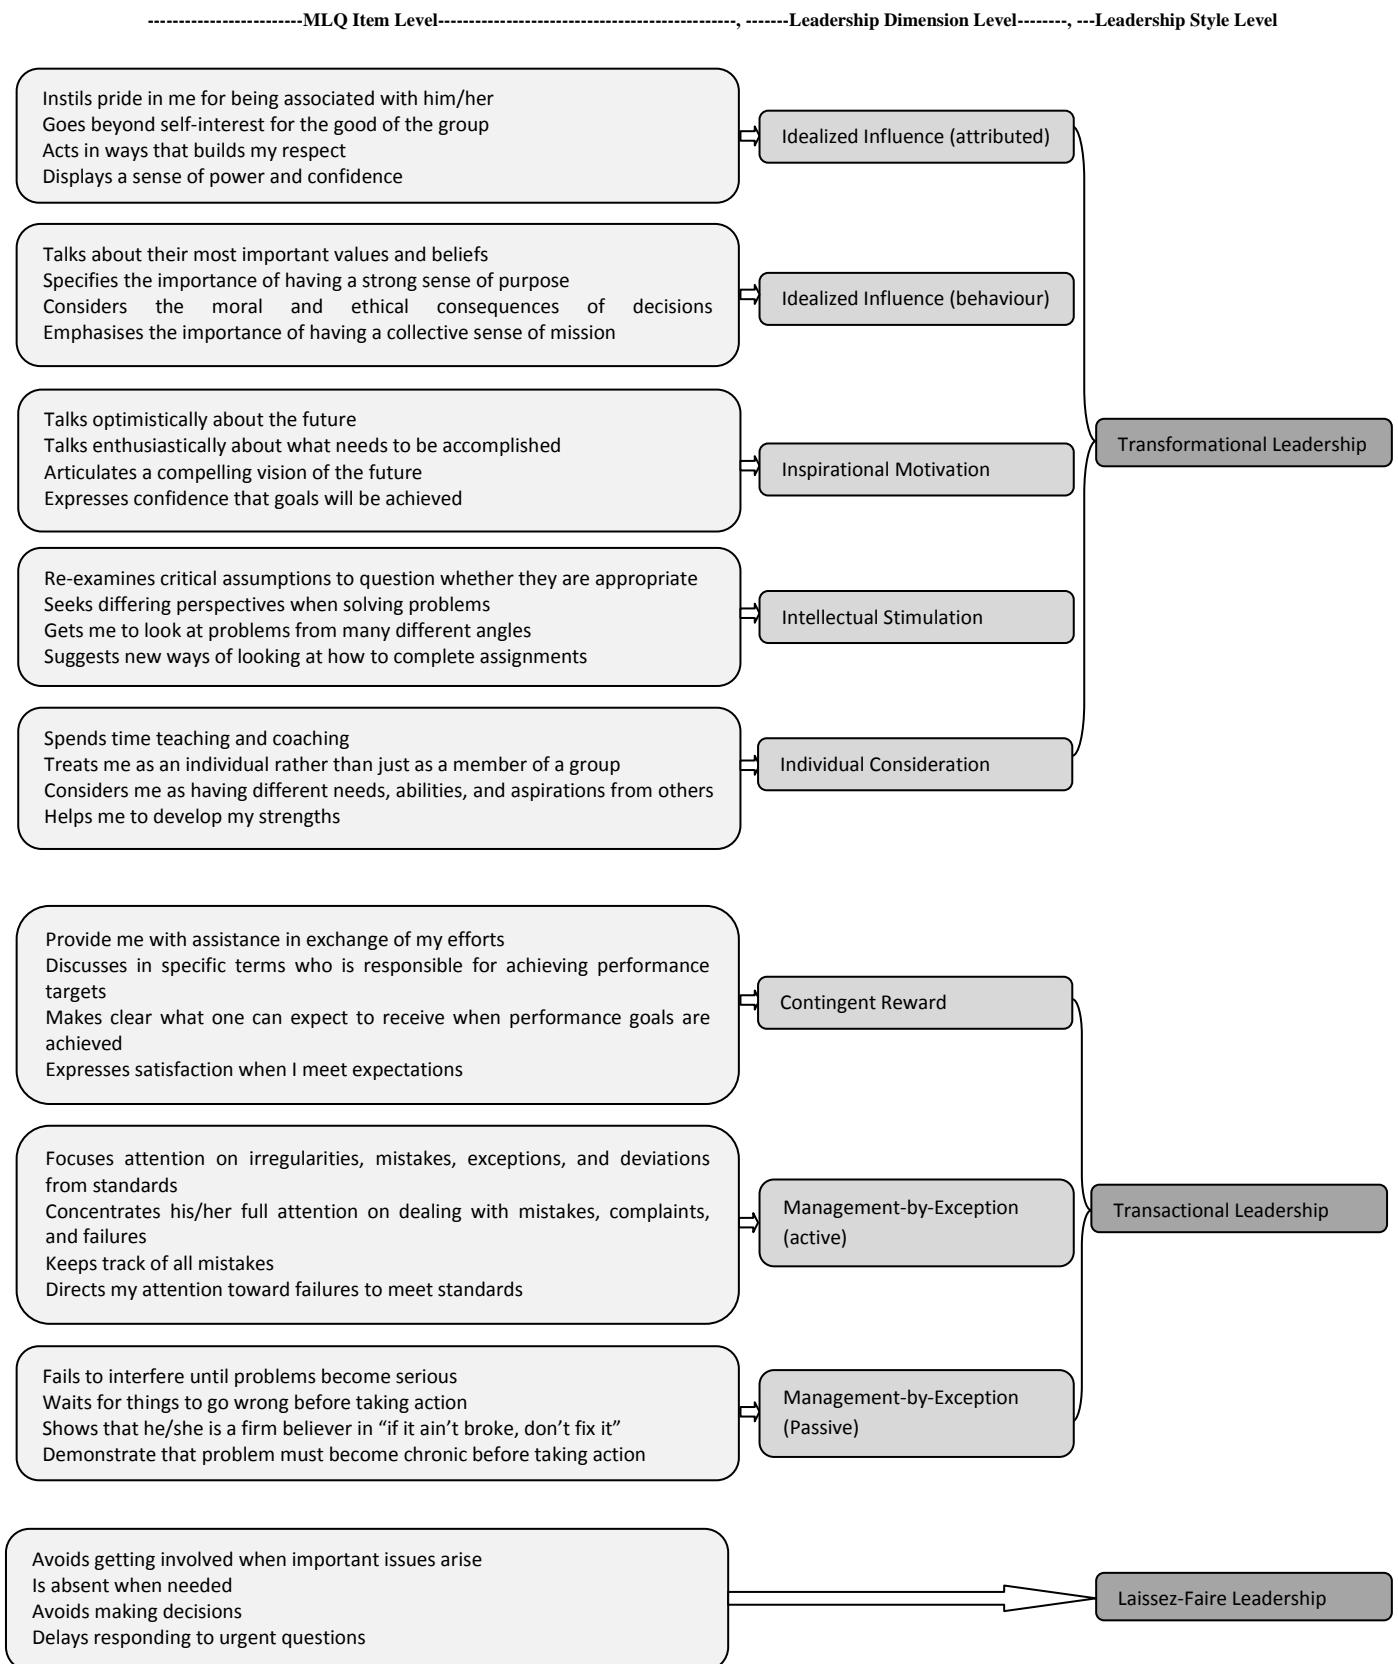 -------------------------MLQ Item Level------------------------------------------------, -------Leadership Dimension Level--------, ---Leadership Style Level
Instils pride in me for being associated with him/her
Goes beyond self-interest for the good of the group
Acts in ways that builds my respect
Displays a sense of power and confidence
Idealized Influence (attributed)
Talks about their most important values and beliefs
Specifies the importance of having a strong sense of purpose
Considers the moral and ethical consequences of decisions
Emphasises the importance of having a collective sense of mission
Idealized Influence (behaviour)
Talks optimistically about the future
Talks enthusiastically about what needs to be accomplished
Articulates a compelling vision of the future
Expresses confidence that goals will be achieved
Inspirational Motivation
Transformational Leadership
Re-examines critical assumptions to question whether they are appropriate
Seeks differing perspectives when solving problems
Gets me to look at problems from many different angles
Suggests new ways of looking at how to complete assignments
Intellectual Stimulation
Spends time teaching and coaching
Treats me as an individual rather than just as a member of a group
Considers me as having different needs, abilities, and aspirations from others
Helps me to develop my strengths
Individual Consideration
Provide me with assistance in exchange of my efforts
Discusses in specific terms who is responsible for achieving performance
targets
Makes clear what one can expect to receive when performance goals are
achieved
Expresses satisfaction when I meet expectations
Contingent Reward
Focuses attention on irregularities, mistakes, exceptions, and deviations
from standards
Concentrates his/her full attention on dealing with mistakes, complaints,
and failures
Keeps track of all mistakes
Directs my attention toward failures to meet standards
Management-by-Exception
(active)
Transactional Leadership
Fails to interfere until problems become serious
Waits for things to go wrong before taking action
Shows that he/she is a firm believer in “if it ain’t broke, don’t fix it”
Demonstrate that problem must become chronic before taking action
Management-by-Exception
(Passive)
Avoids getting involved when important issues arise
Is absent when needed
Avoids making decisions
Delays responding to urgent questions
Laissez-Faire Leadership